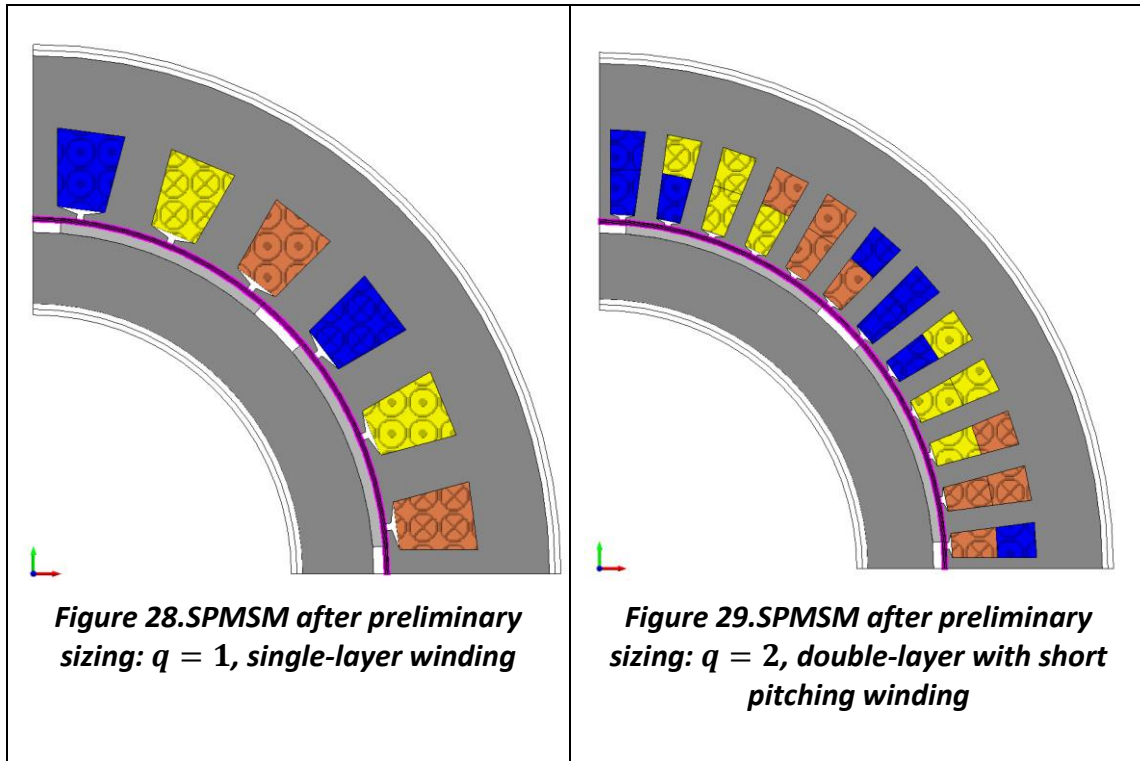 Figure 28.SPMSM after preliminary
sizing: q = 1, single-layer winding
Figure 29.SPMSM after preliminary
sizing: q = 2, double-layer with short
pitching winding